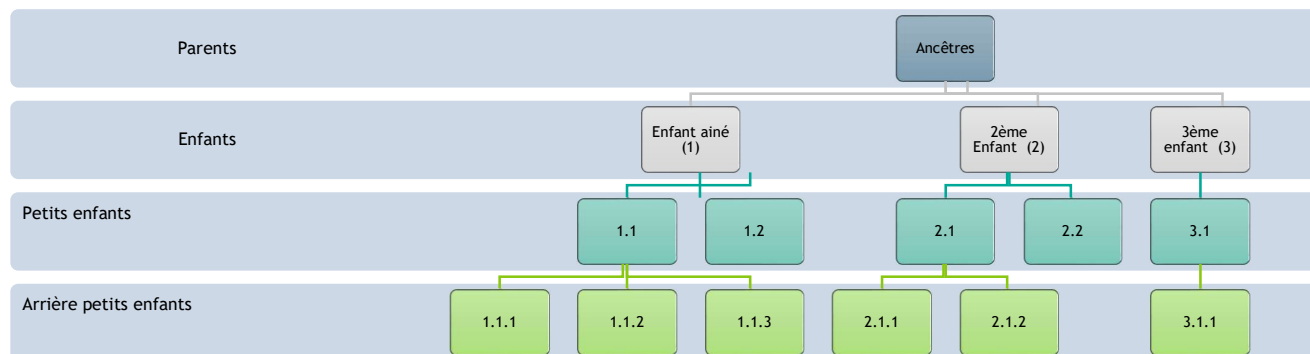 Parents
Ancêtres
Enfants
Enfant ainé
(1)
2ème
Enfant (2)
3ème
enfant (3)
Petits enfants
1.1
1.2
2.1
2.2
3.1
Arrière petits enfants
1.1.1
1.1.2
1.1.3
2.1.1
2.1.2
3.1.1